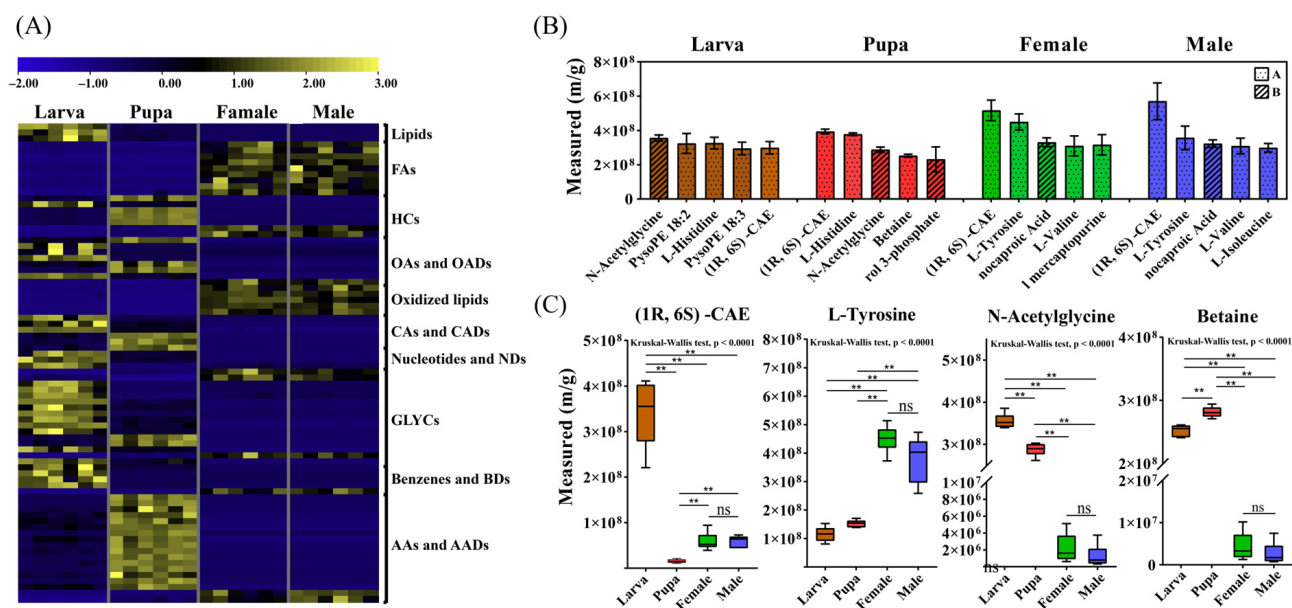 (A)
−2.00 −1.00 0.00 1.00 2.00 3.00
Larva Pupa Famale Male
Lipids
FAs
HCs
OAs and OADs
Oxidized lipids
CAs and CADs
Nucleotides and NDs
GLYCs
Benzenes and BDs
AAs and AADs
(B)
Larva Pupa Female Male
Measured (m/g)
8×10⁸
6×10⁸
4×10⁸
2×10⁸
0
A
B
N-Acetylglycine
PysoPE 18:2
L-Histidine
PysoPE 18:3
(1R, 6S) -CAE
(1R, 6S) -CAE
L-Histidine
N-Acetylglycine
Betaine
rol 3-phosphate
(1R, 6S) -CAE
L-Tyrosine
nocaproic Acid
L-Valine
l mercaptopurine
(1R, 6S) -CAE
L-Tyrosine
nocaproic Acid
L-Valine
L-Isoleucine
(C)
Measured (m/g)
(1R, 6S) -CAE
Kruskal-Wallis test, p < 0.0001
5×10⁸
4×10⁸
3×10⁸
2×10⁸
1×10⁸
**
**
**
**
**
ns
Larva
Pupa
Female
Male
L-Tyrosine
Kruskal-Wallis test, p < 0.0001
8×10⁸
7×10⁸
6×10⁸
5×10⁸
4×10⁸
3×10⁸
2×10⁸
1×10⁸
**
**
**
**
ns
Larva
Pupa
Female
Male
N-Acetylglycine
Kruskal-Wallis test, p < 0.0001
5×10⁸
4×10⁸
3×10⁸
1×10⁷
8×10⁶
6×10⁶
4×10⁶
2×10⁶
**
**
**
**
**
ns
ns
Larva
Pupa
Female
Male
Betaine
Kruskal-Wallis test, p < 0.0001
4×10⁸
3×10⁸
2×10⁸
2×10⁷
1×10⁷
0
**
**
**
**
**
ns
Larva
Pupa
Female
Male